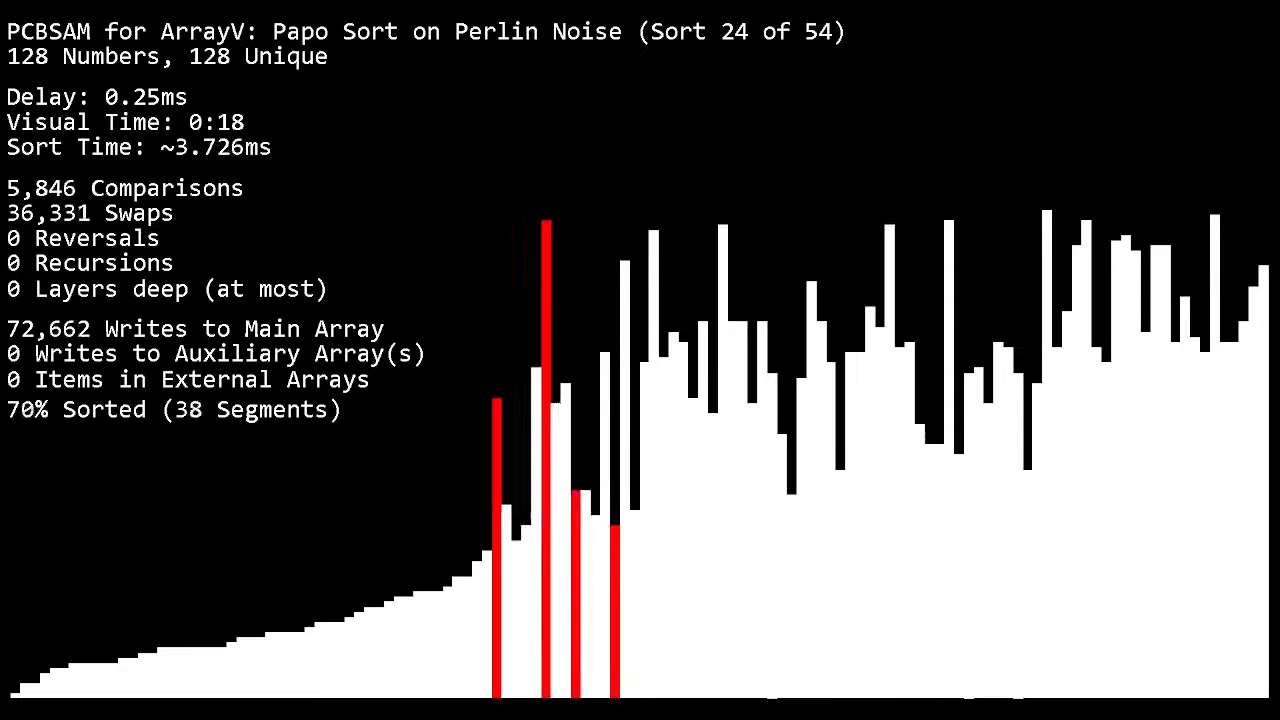 PCBSAM for ArrayV: Papo Sort on Perlin Noise (Sort 24 of 54)
128 Numbers, 128 Unique
Delay: 0.25ms
Visual Time: 0:18
Sort Time: ~3.726ms
5,846 Comparisons
36,331 Swaps
0 Reversals
0 Recursions
0 Layers deep (at most)
72,662 Writes to Main Array
0 Writes to Auxiliary Array(s)
0 Items in External Arrays
70% Sorted (38 Segments)